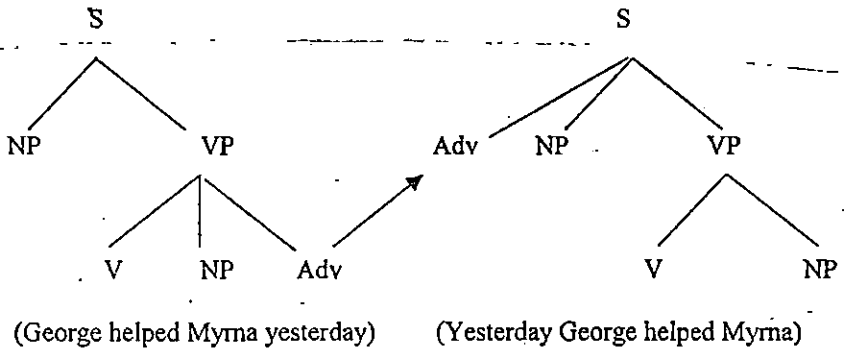 S S
NP VP Adv NP VP
V NP Adv V NP
(George helped Myrna yesterday) (Yesterday George helped Myrna)